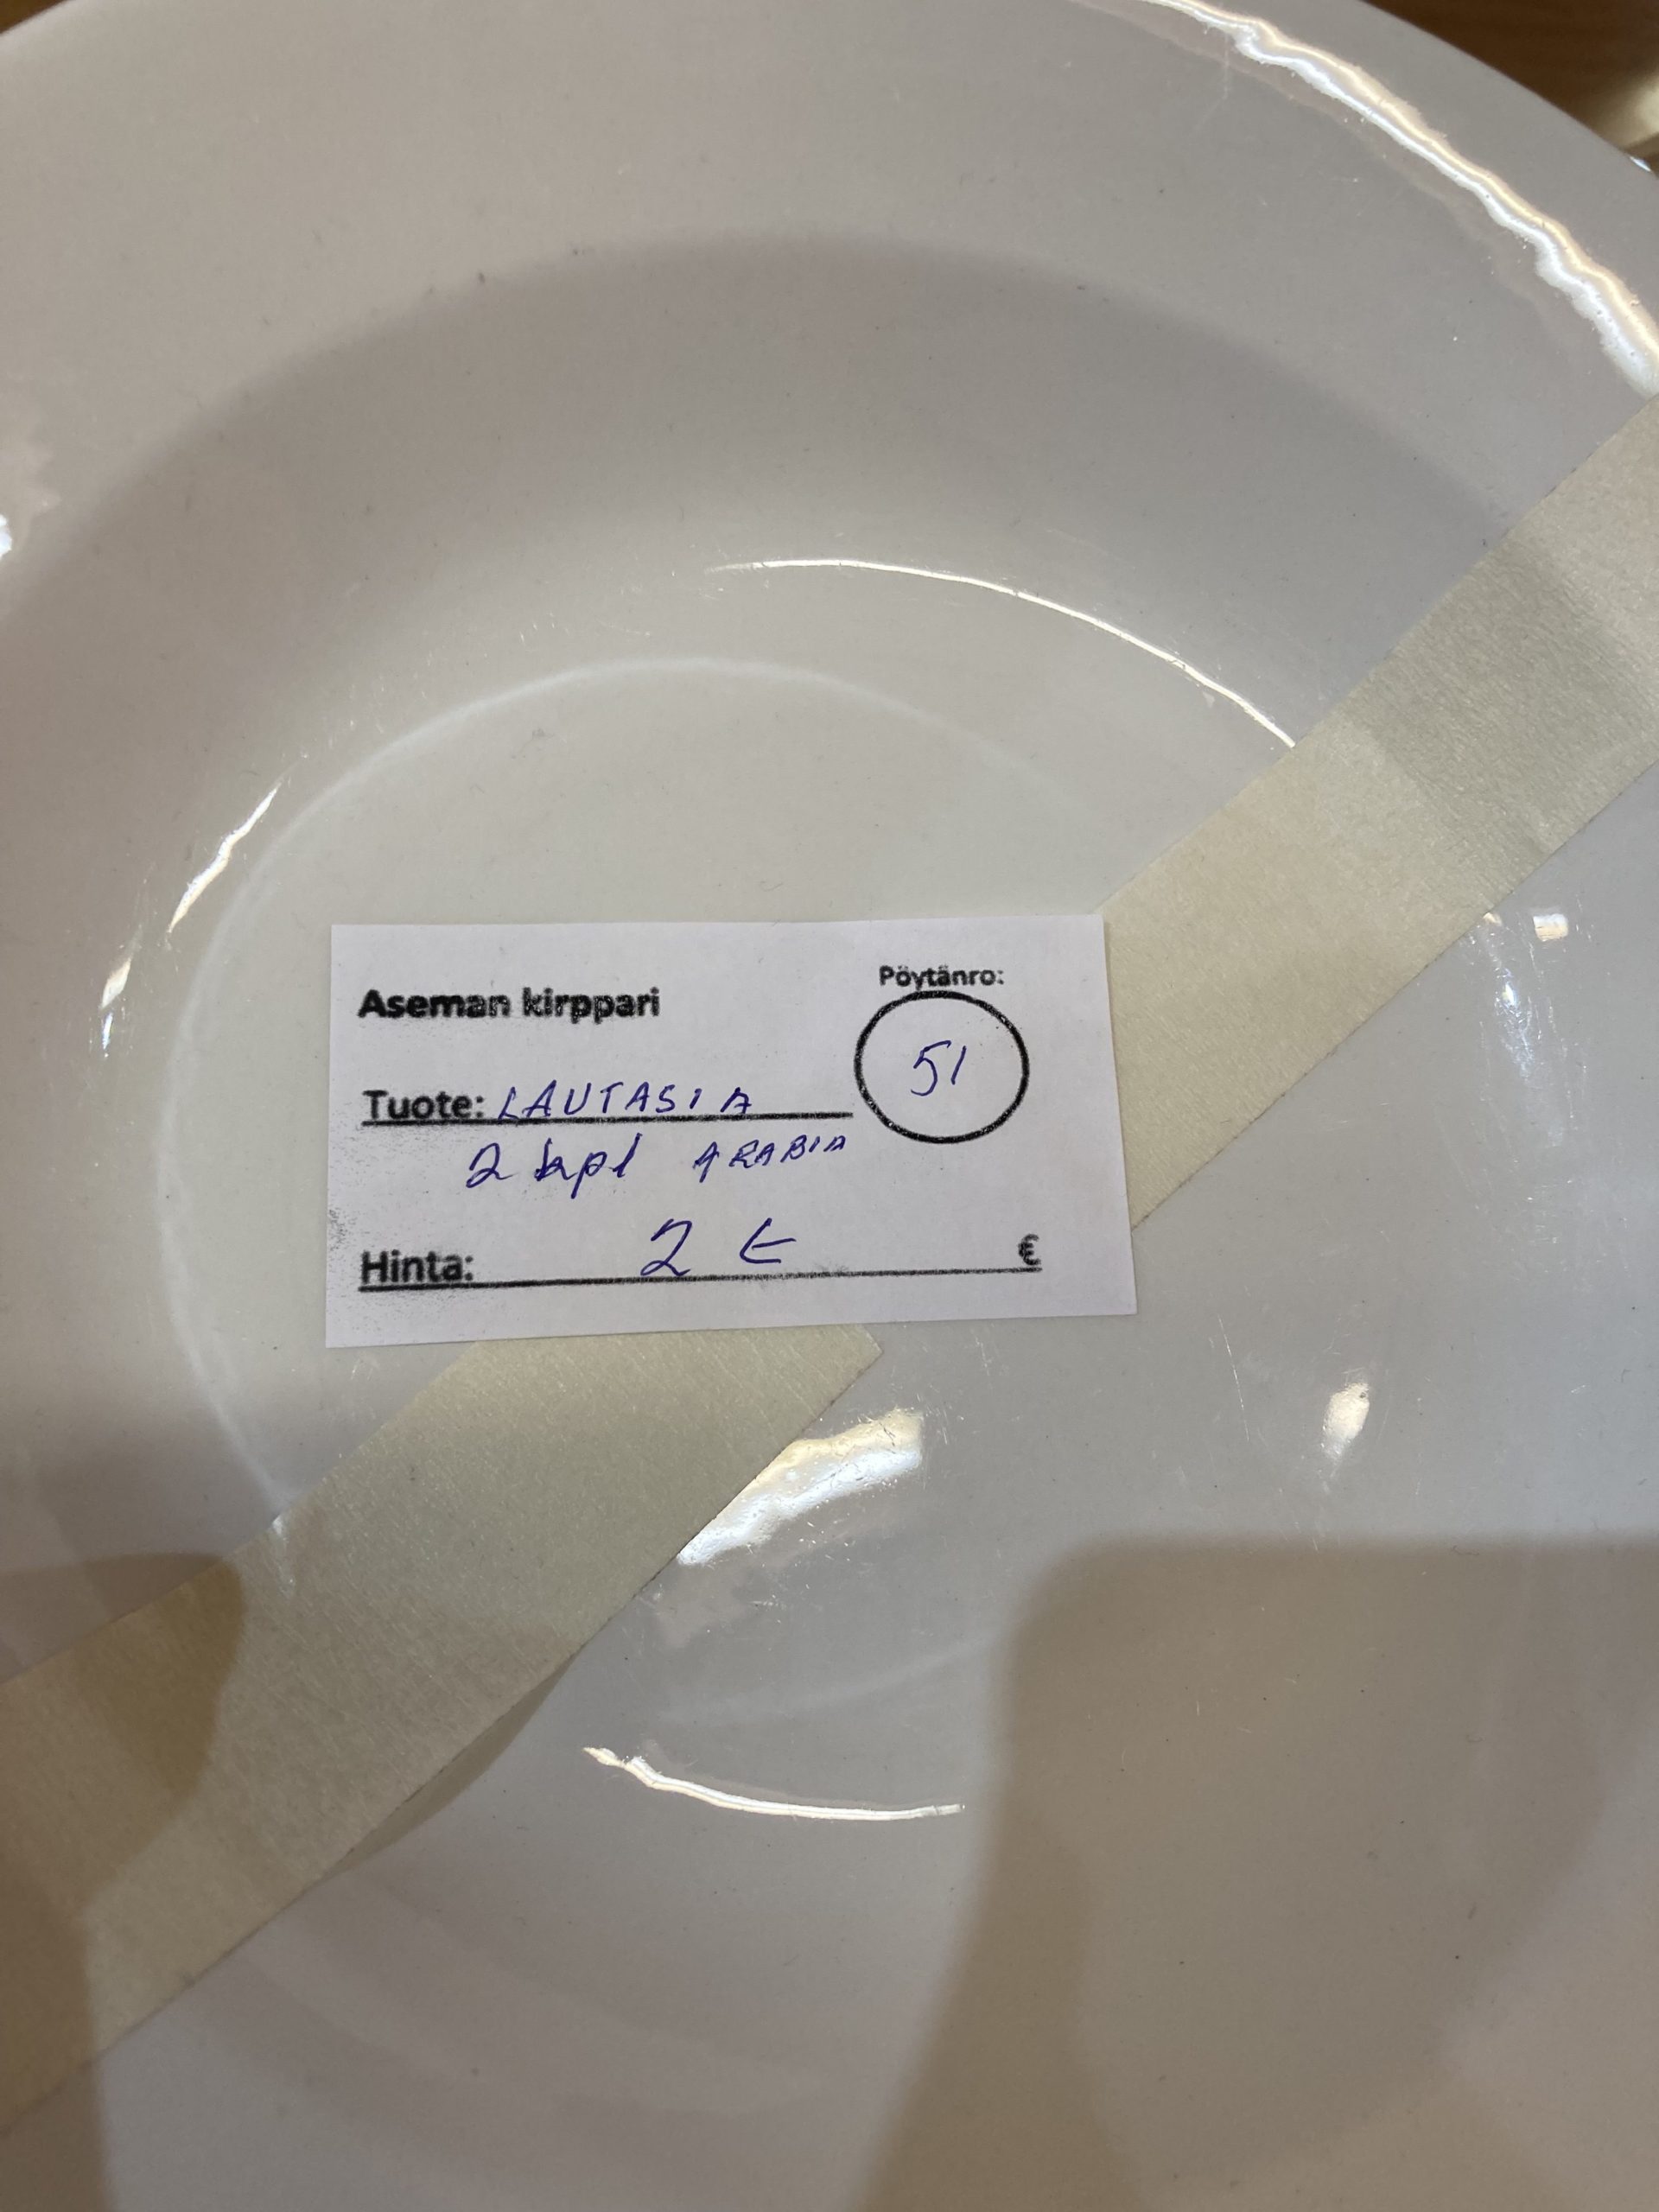 Aseman kirppari
Pöytänro:
51
Tuote: LAUTASIA
2 kpl ARABIA
Hinta: 2 € €